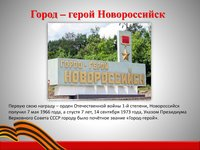 Город – герой Новороссийск
ГОРОД-ГЕРОЙ
НОВОРОССИЙСК
Первую свою награду – орден Отечественной войны 1-й степени, Новороссийск
получил 7 мая 1966 года, а спустя 7 лет, 14 сентября 1973 года, Указом Президиума
Верховного Совета СССР городу было почётное звание «Город-герой».